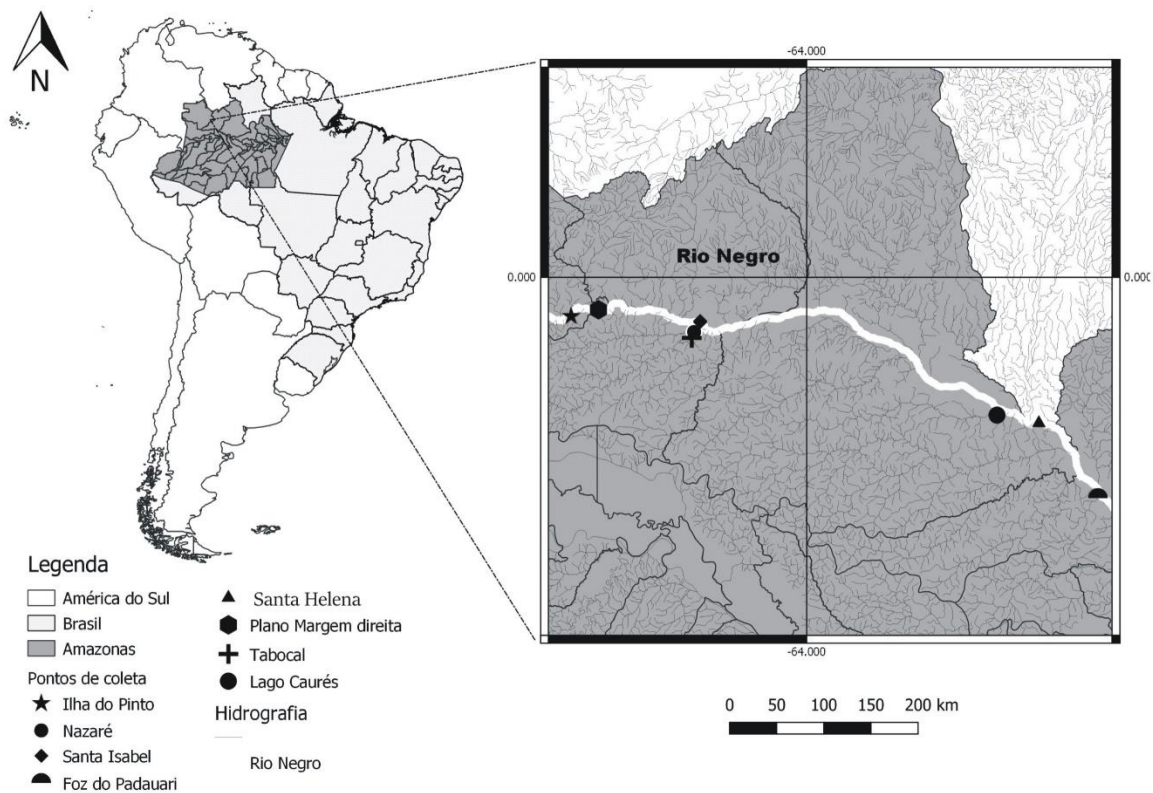 N
-64.000
0.000
Rio Negro
0.00
-64.000
0 50 100 150 200 km
Legenda
América do Sul
Brasil
Amazonas
Pontos de coleta
Ilha do Pinto
Nazaré
Santa Isabel
Foz do Padauari
Santa Helena
Plano Margem direita
Tabocal
Lago Caurés
Hidrografia
Rio Negro